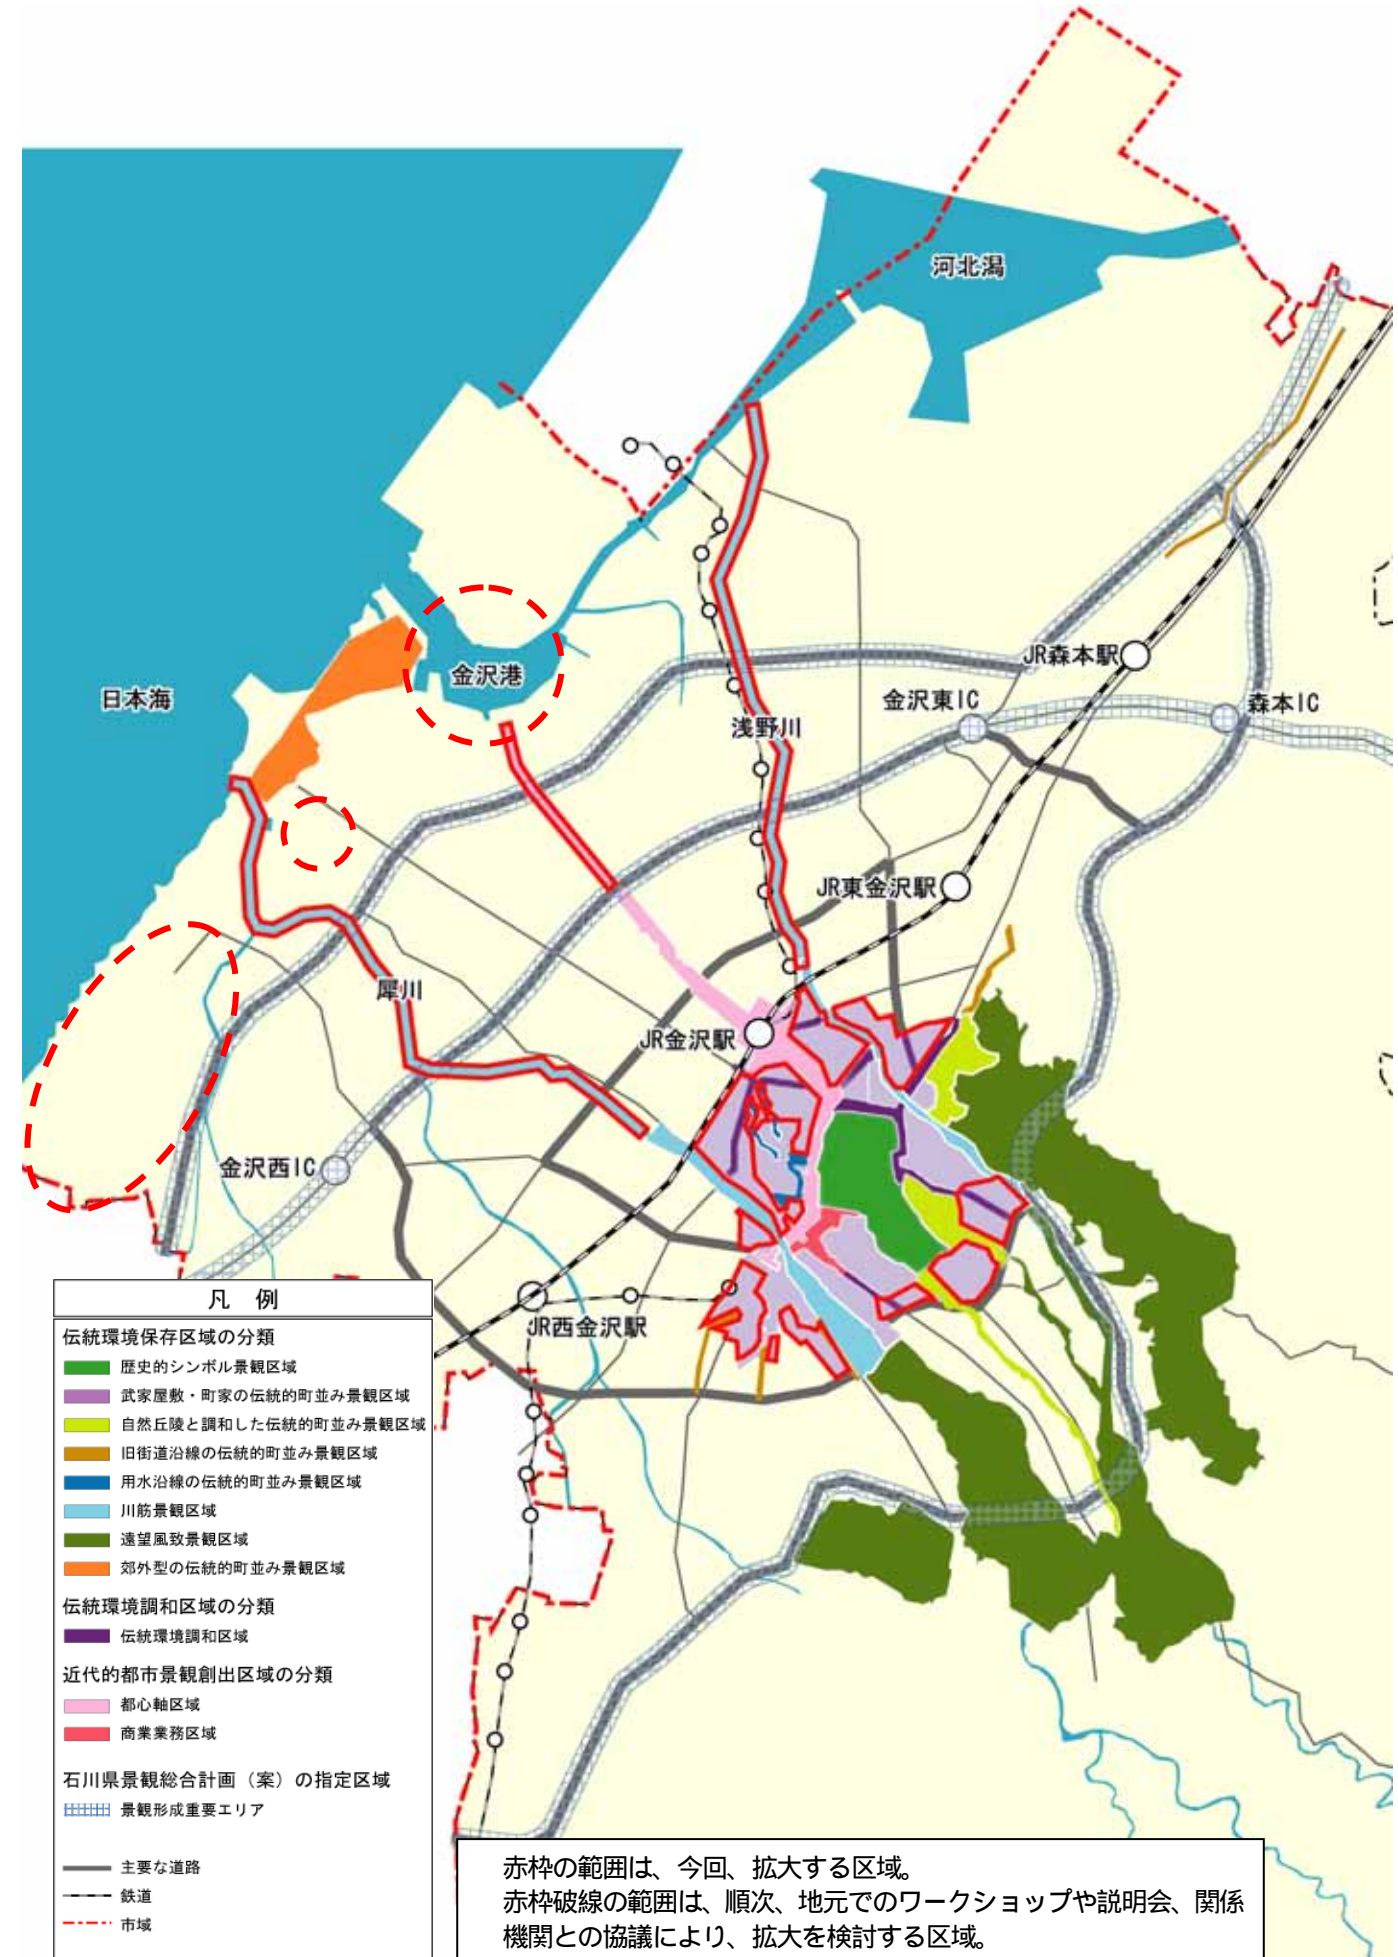 河北潟
日本海
金沢港
JR森本駅
金沢東IC
森本IC
浅野川
JR東金沢駅
犀川
JR金沢駅
金沢西IC
JR西金沢駅
凡 例
伝統環境保存区域の分類
歴史的シンボル景観区域
武家屋敷・町家の伝統的町並み景観区域
自然丘陵と調和した伝統的町並み景観区域
旧街道沿線の伝統的町並み景観区域
用水沿線の伝統的町並み景観区域
川筋景観区域
遠望風致景観区域
郊外型の伝統的町並み景観区域
伝統環境調和区域の分類
伝統環境調和区域
近代的都市景観創出区域の分類
都心軸区域
商業業務区域
石川県景観総合計画（案）の指定区域
景観形成重要エリア
主要な道路
鉄道
市域
赤枠の範囲は、今回、拡大する区域。
赤枠破線の範囲は、順次、地元でのワークショップや説明会、関係
機関との協議により、拡大を検討する区域。